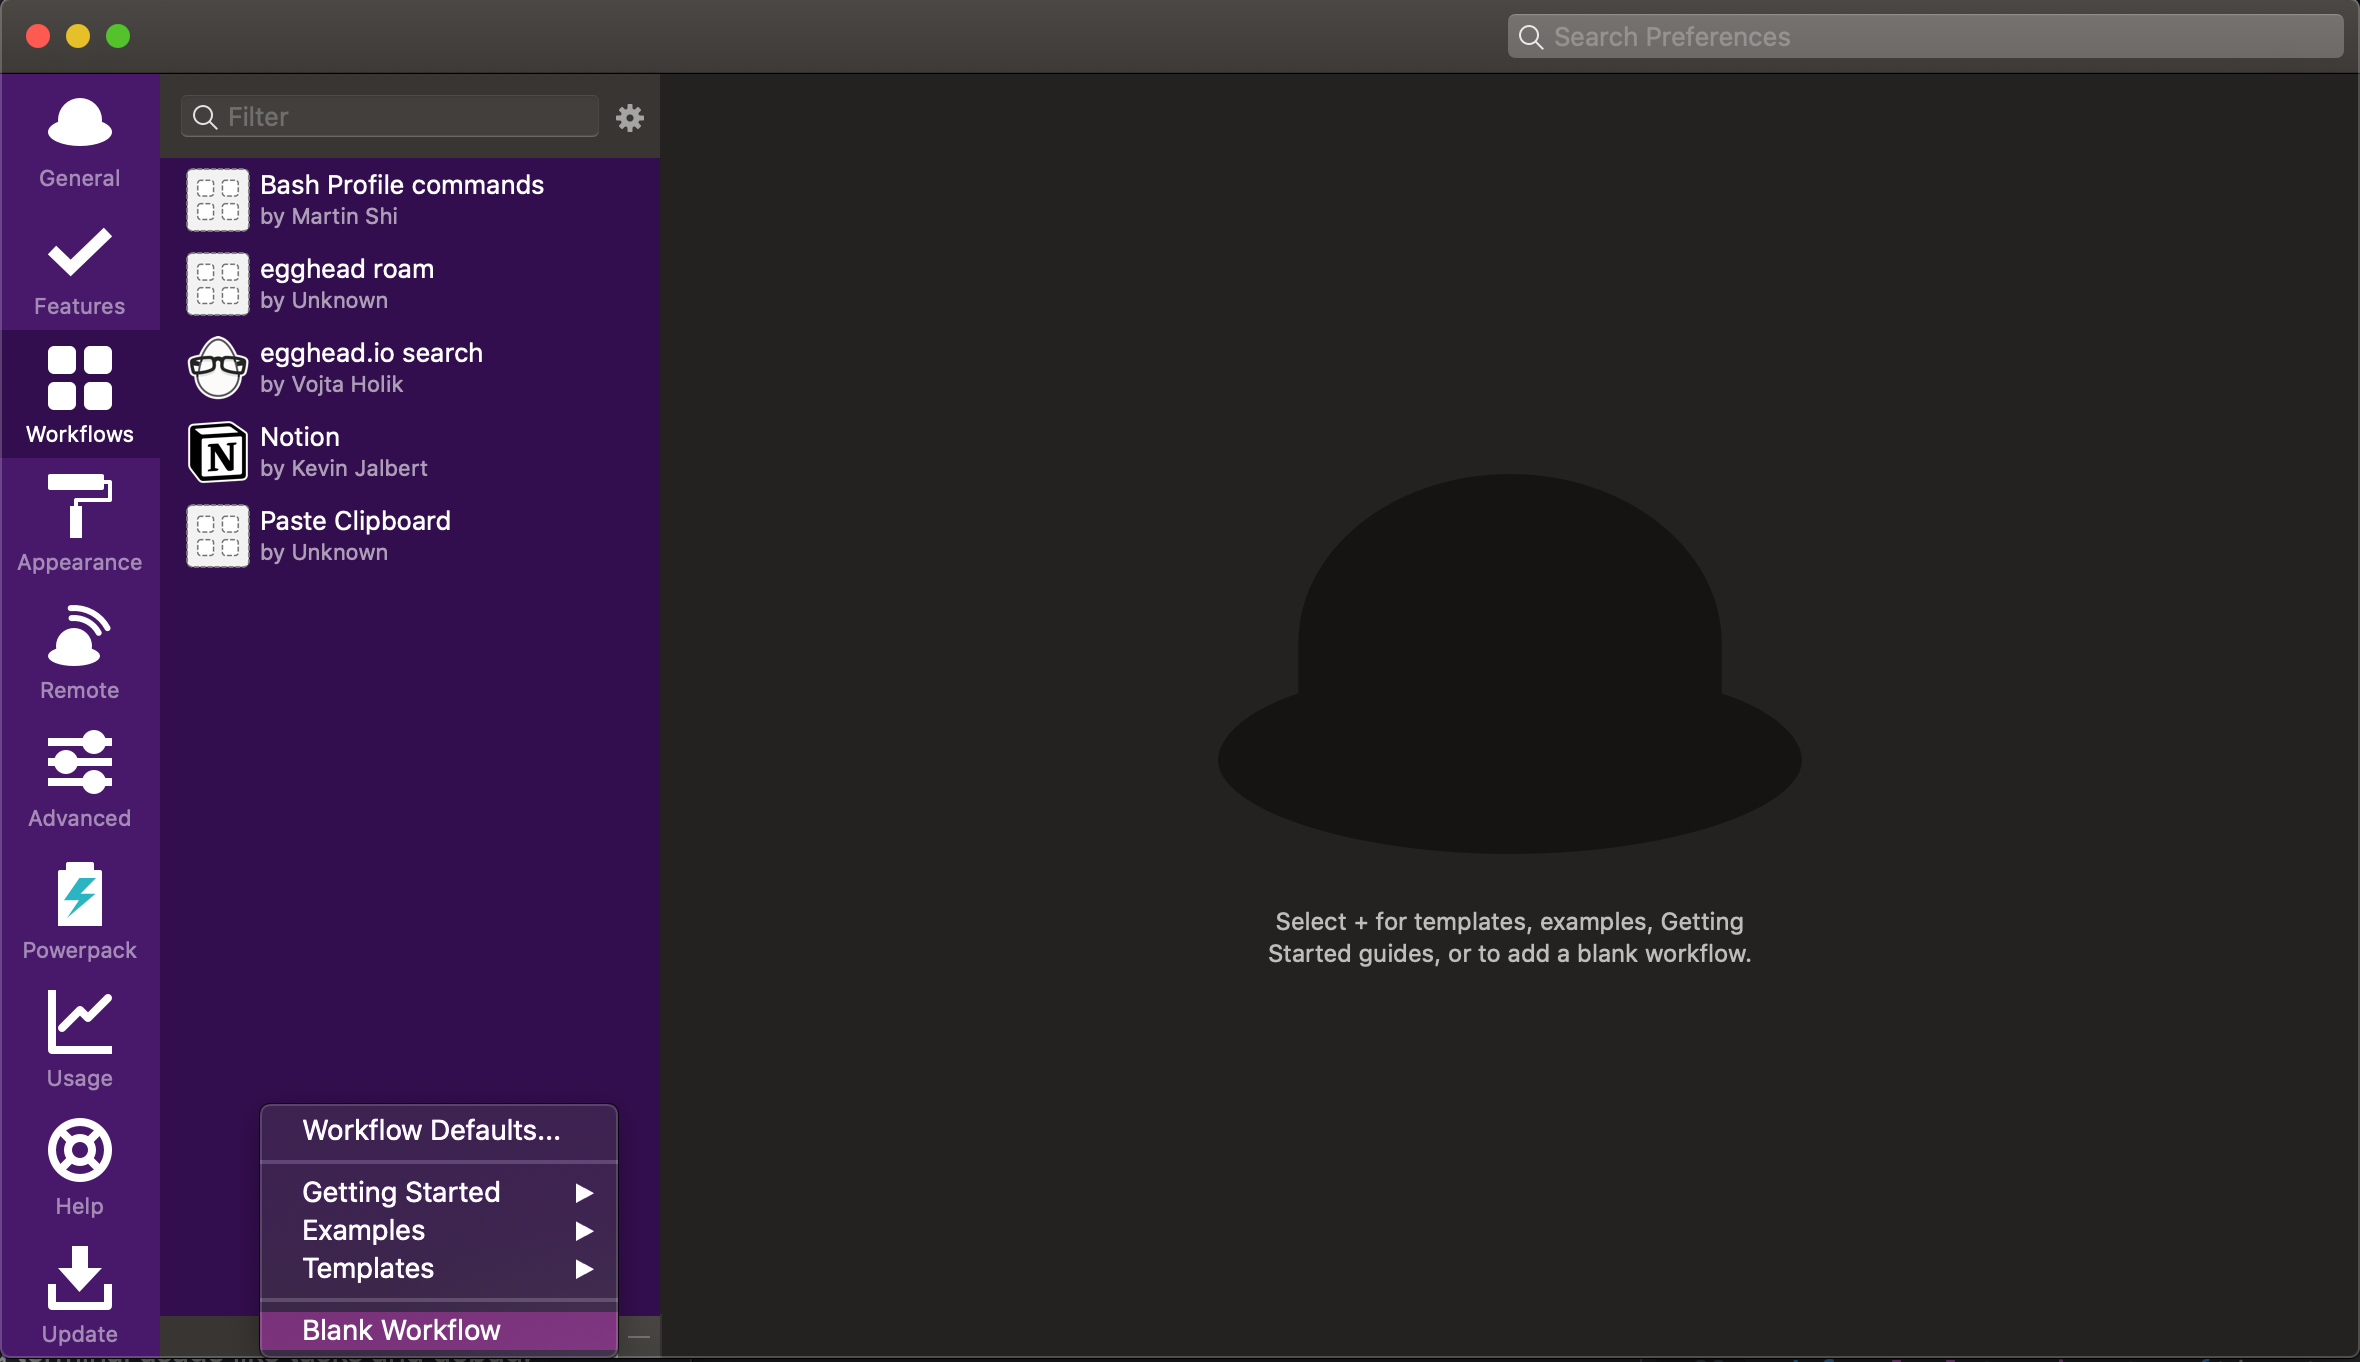 Search Preferences
General
Features
Workflows
Appearance
Remote
Advanced
Powerpack
Usage
Help
Update
Filter
Bash Profile commands
by Martin Shi
egghead roam
by Unknown
egghead.io search
by Vojta Holik
N
Notion
by Kevin Jalbert
Paste Clipboard
by Unknown
Workflow Defaults...
Getting Started
Examples
Templates
Blank Workflow
Select + for templates, examples, Getting
Started guides, or to add a blank workflow.